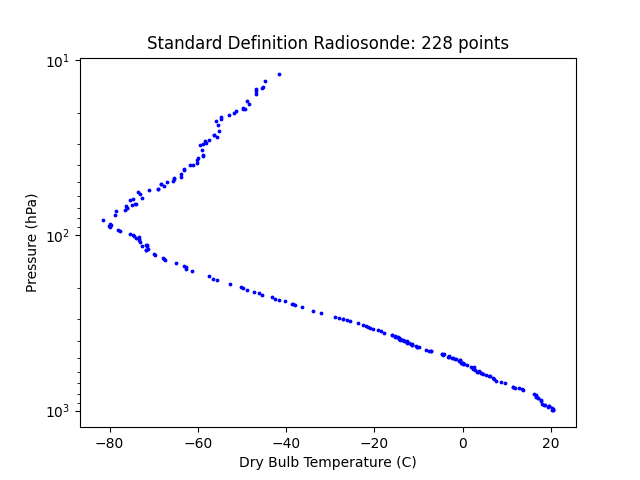 Standard Definition Radiosonde: 228 points
10¹
10²
10³
Pressure (hPa)
−80 −60 −40 −20 0 20
Dry Bulb Temperature (C)